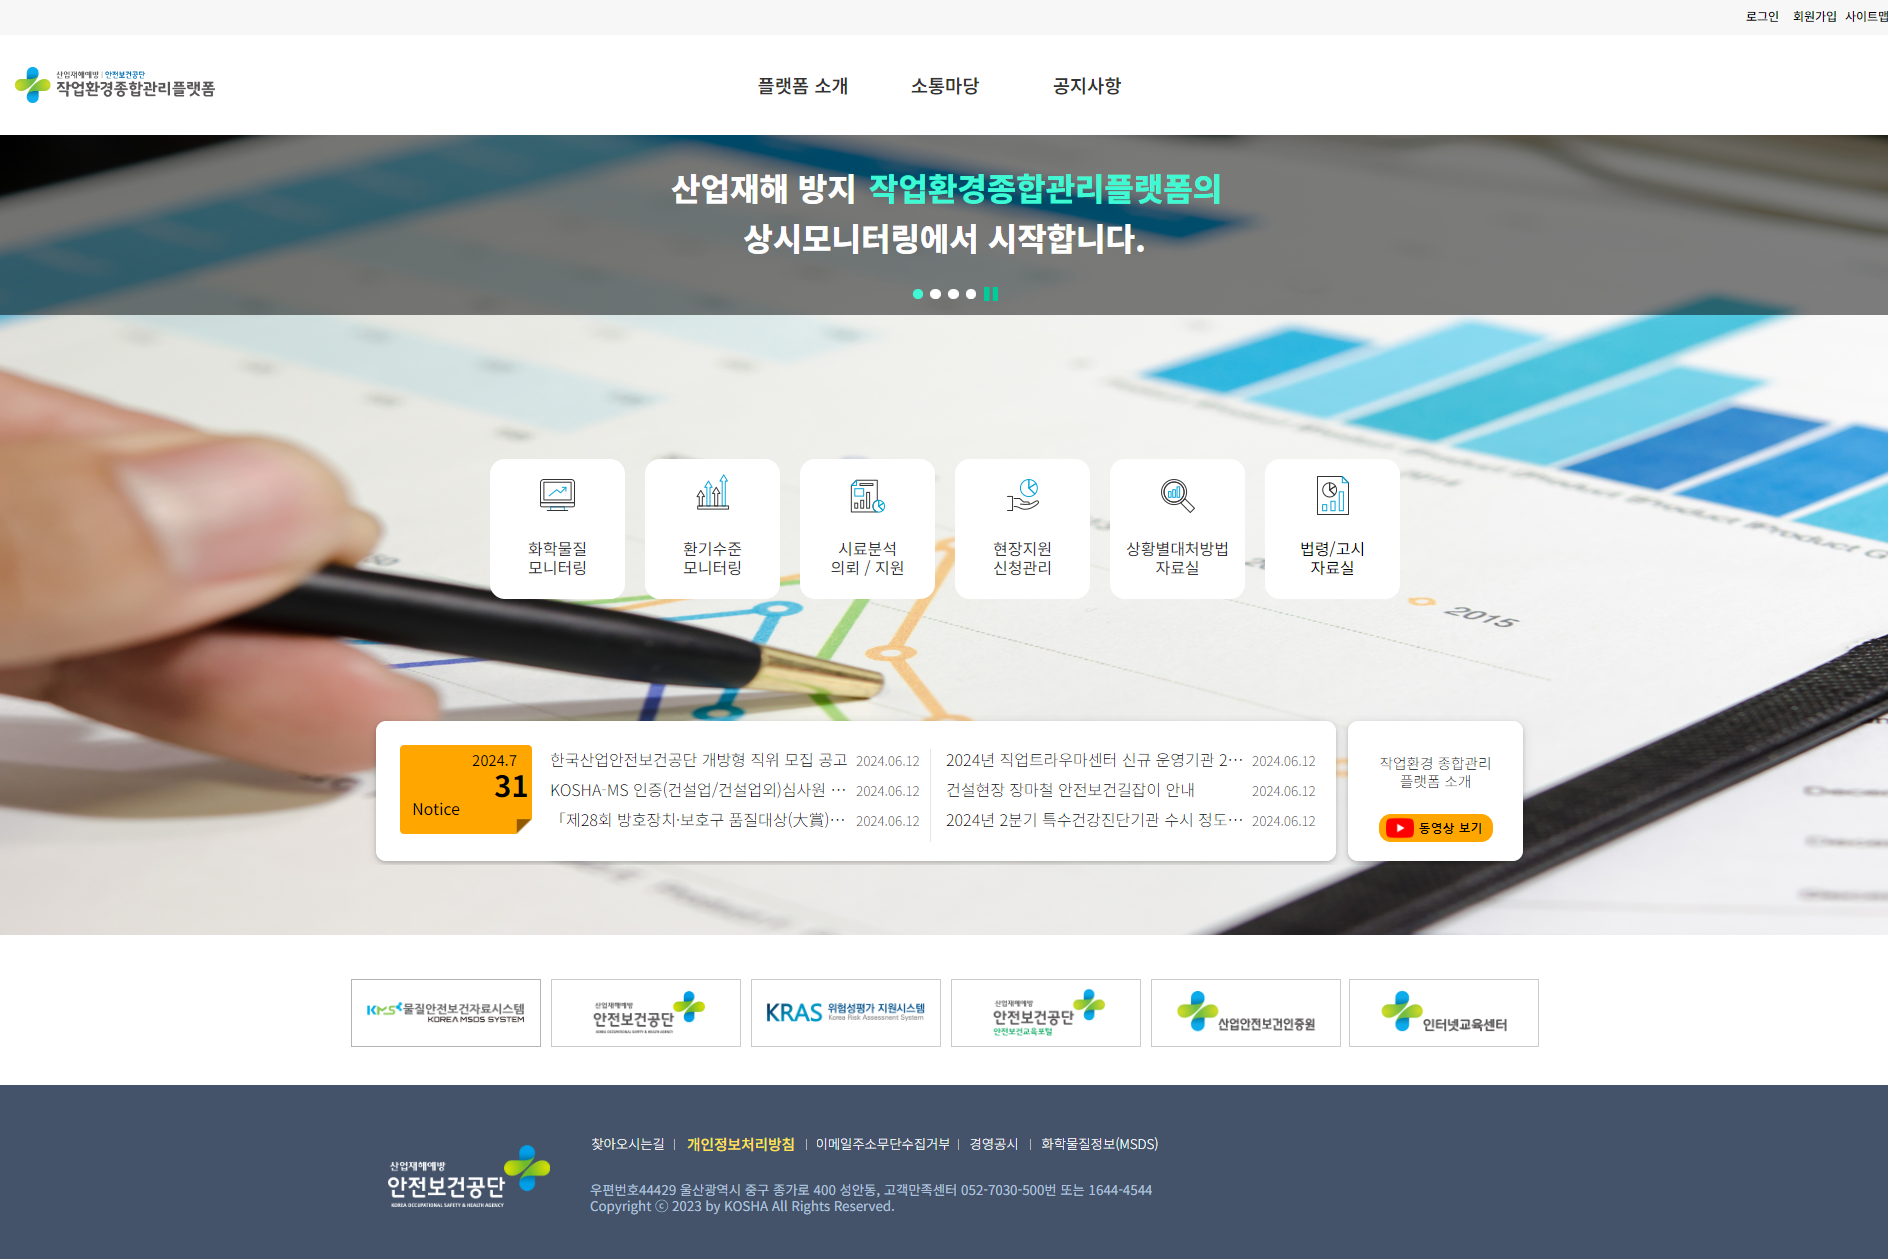 로그인 회원가입 사이트맵
산업재해예방 | 안전보건공단
작업환경종합관리플랫폼
플랫폼 소개 소통마당 공지사항
산업재해 방지 작업환경종합관리플랫폼의
상시모니터링에서 시작합니다.
화학물질
모니터링
환기수준
모니터링
시료분석
의뢰 / 지원
현장지원
신청관리
상황별대처방법
자료실
법령/고시
자료실
2015
2014
2024.7
31
Notice
한국산업안전보건공단 개방형 직위 모집 공고 2024.06.12
KOSHA-MS 인증(건설업/건설업외)심사원 … 2024.06.12
「제28회 방호장치·보호구 품질대상(大賞)… 2024.06.12
2024년 직업트라우마센터 신규 운영기관 2… 2024.06.12
건설현장 장마철 안전보건길잡이 안내 2024.06.12
2024년 2분기 특수건강진단기관 수시 정도… 2024.06.12
작업환경 종합관리
플랫폼 소개
동영상 보기
KMS 물질안전보건자료시스템
KOREA MSDS SYSTEM
산업재해예방
안전보건공단
KOREA OCCUPATIONAL SAFETY & HEALTH AGENCY
KRAS 위험성평가 지원시스템
Korea Risk Assessment System
산업재해예방
안전보건공단
안전보건교육포털
산업안전보건인증원
인터넷교육센터
산업재해예방
안전보건공단
KOREA OCCUPATIONAL SAFETY & HEALTH AGENCY
찾아오시는길 | 개인정보처리방침 | 이메일주소무단수집거부 | 경영공시 | 화학물질정보(MSDS)
우편번호44429 울산광역시 중구 종가로 400 성안동, 고객만족센터 052-7030-500번 또는 1644-4544
Copyright ⓒ 2023 by KOSHA All Rights Reserved.